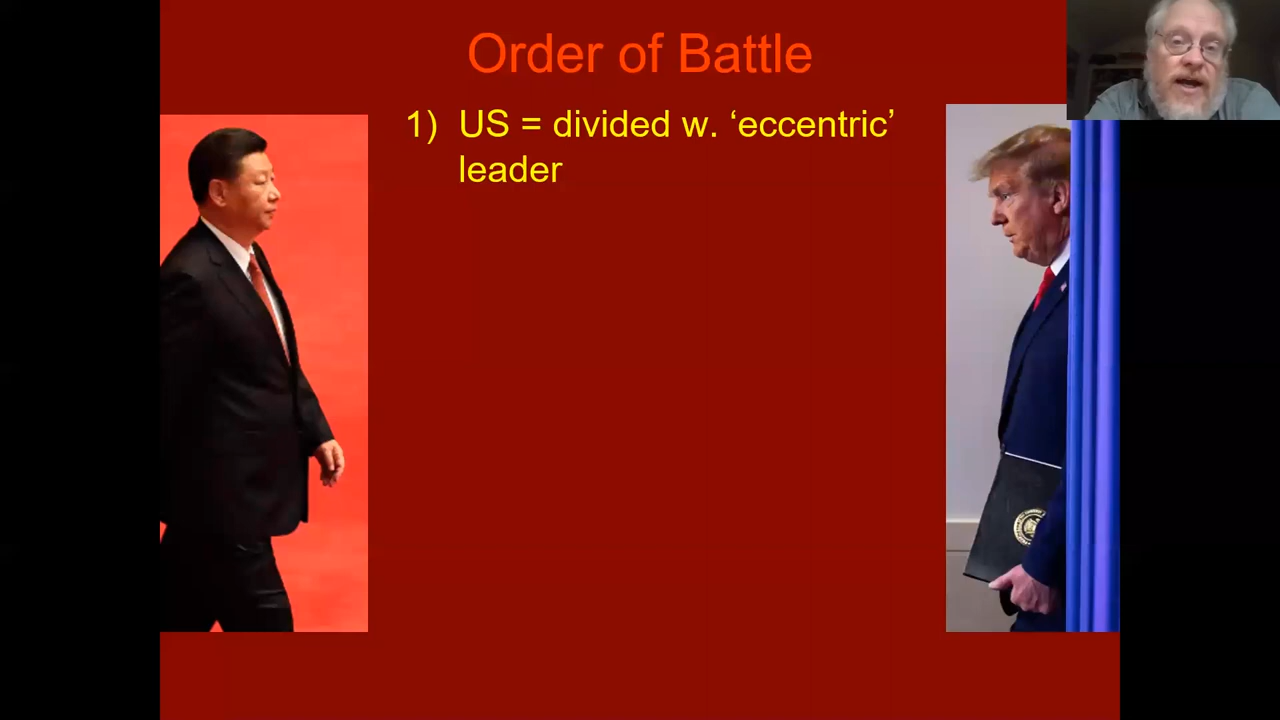 Order of Battle
1) US = divided w. ‘eccentric’
leader